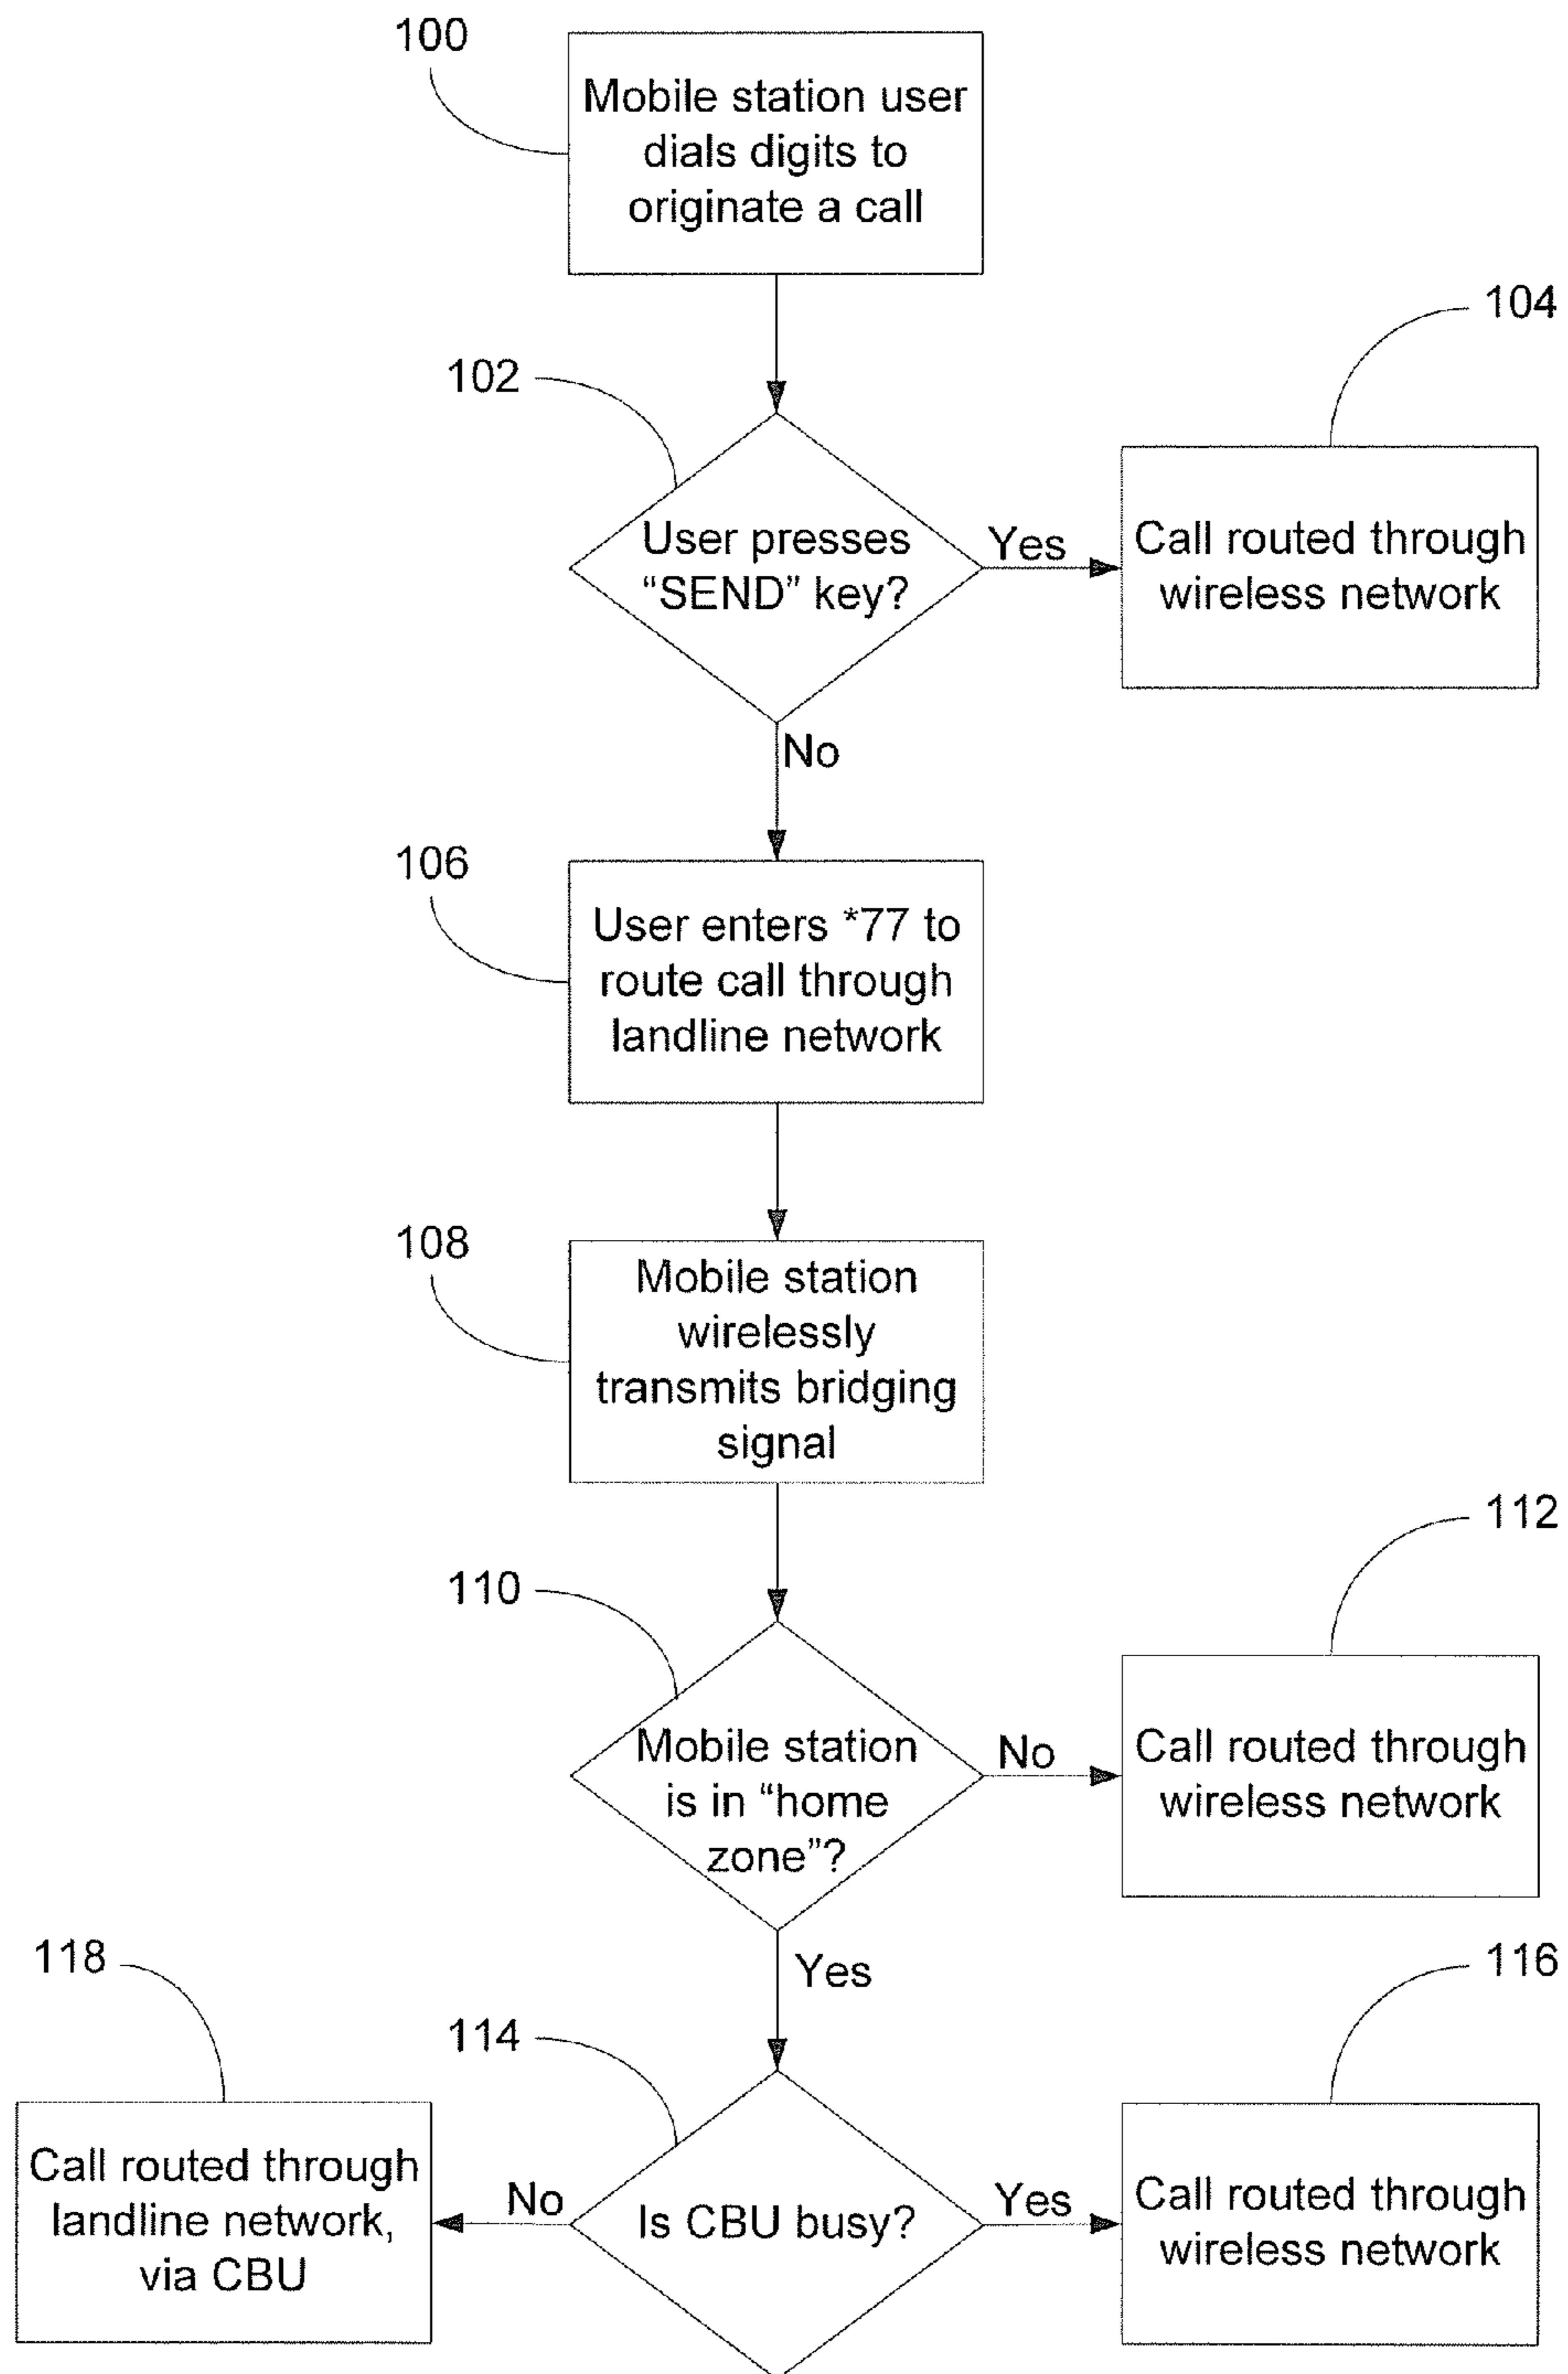 100
Mobile station user
dials digits to
originate a call
104
102
User presses
“SEND” key?
Yes
Call routed through
wireless network
No
106
User enters *77 to
route call through
landline network
108
Mobile station
wirelessly
transmits bridging
signal
112
110
Mobile station
is in “home
zone”?
No
Call routed through
wireless network
Yes
118
116
114
Call routed through
landline network,
via CBU
No
Is CBU busy?
Yes
Call routed through
wireless network